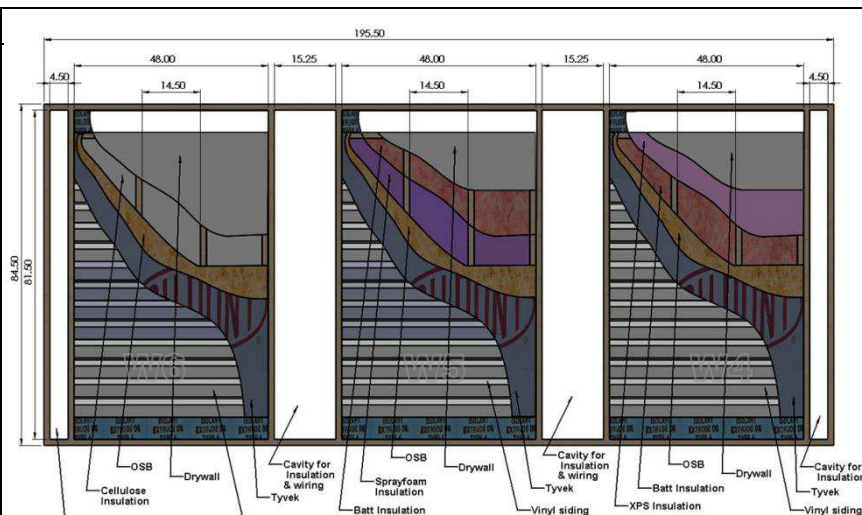 195.50
48.00
15.25
48.00
15.25
48.00
4.50
4.50
14.50
14.50
14.50
84.50
81.50
W6
W5
W4
OSB
Cellulose
Insulation
Drywall
Tyvek
Cavity for
Insulation
& wiring
Batt Insulation
Sprayfoam
Insulation
OSB
Drywall
Tyvek
Vinyl siding
Cavity for
Insulation
& wiring
XPS Insulation
Batt Insulation
OSB
Drywall
Tyvek
Vinyl siding
Cavity for
Insulation